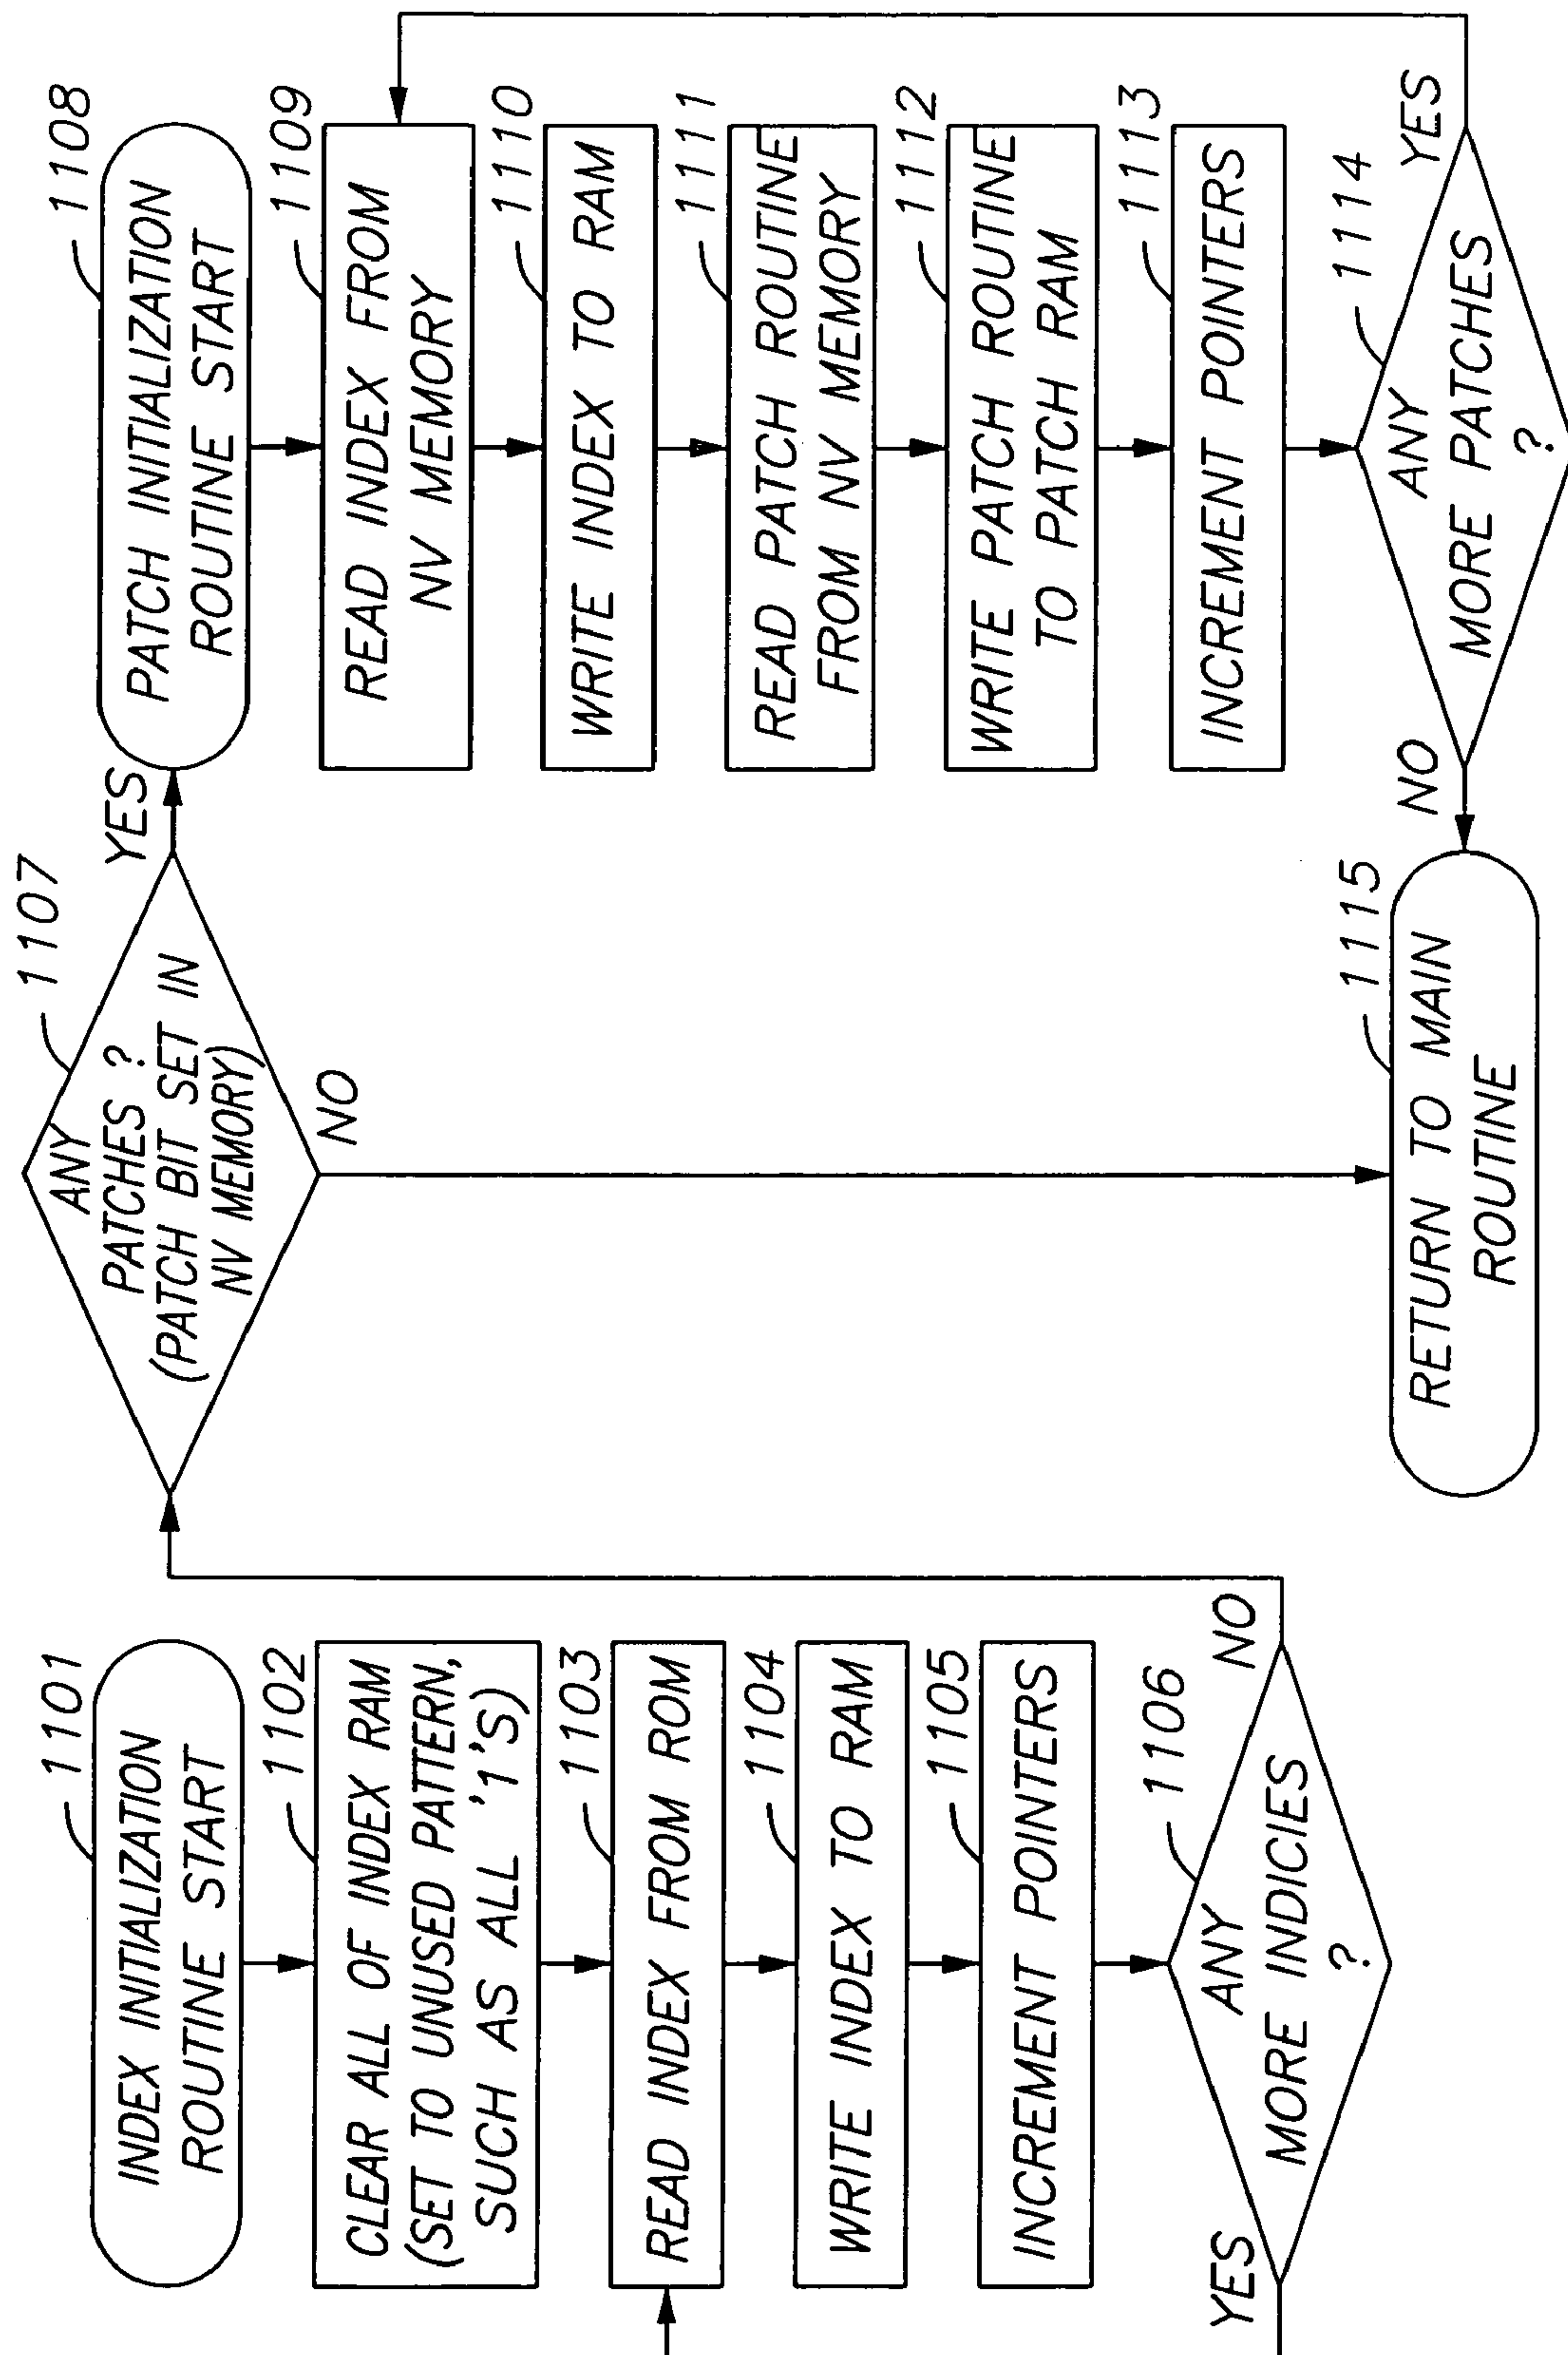 1101
INDEX INITIALIZATION
ROUTINE START
1102
CLEAR ALL OF INDEX RAM
(SET TO UNUSED PATTERN,
SUCH AS ALL '1'S)
1103
READ INDEX FROM ROM
1104
WRITE INDEX TO RAM
1105
INCREMENT POINTERS
1106
ANY
MORE INDICIES
?
YES
NO
1107
ANY
PATCHES ?
(PATCH BIT SET IN
NV MEMORY)
YES
NO
1108
PATCH INITIALIZATION
ROUTINE START
1109
READ INDEX FROM
NV MEMORY
1110
WRITE INDEX TO RAM
1111
READ PATCH ROUTINE
FROM NV MEMORY
1112
WRITE PATCH ROUTINE
TO PATCH RAM
1113
INCREMENT POINTERS
1114
ANY
MORE PATCHES
?
YES
NO
1115
RETURN TO MAIN
ROUTINE